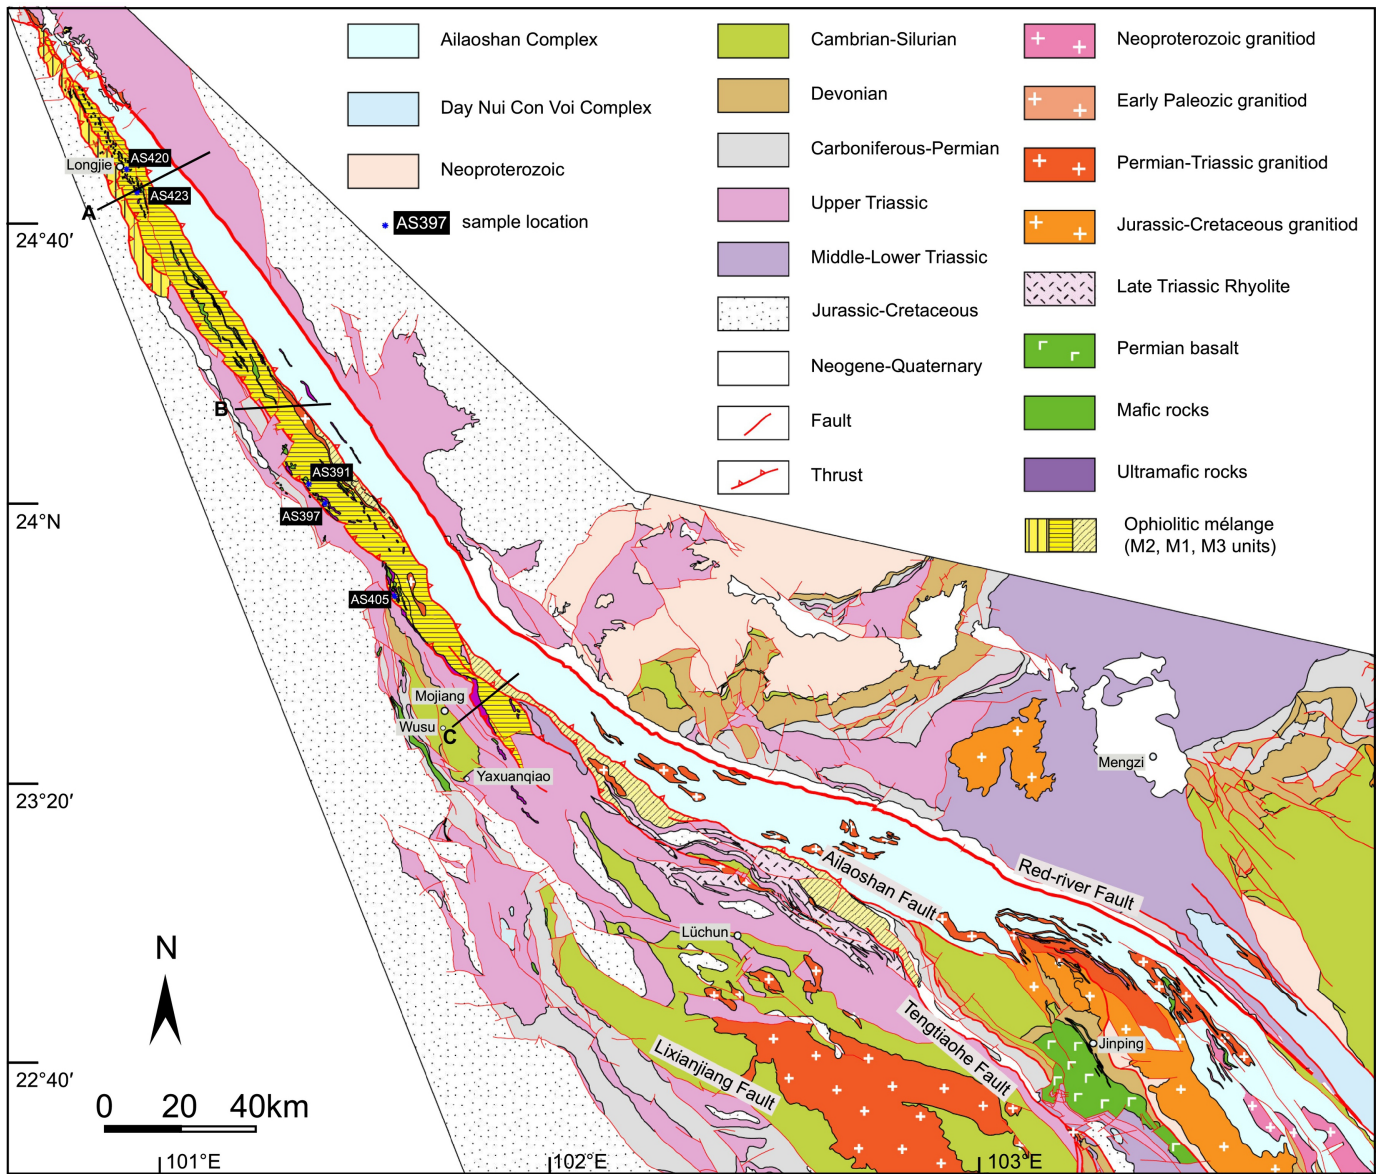 Ailaoshan Complex
Day Nui Con Voi Complex
Neoproterozoic
AS397 sample location
Cambrian-Silurian
Devonian
Carboniferous-Permian
Upper Triassic
Middle-Lower Triassic
Jurassic-Cretaceous
Neogene-Quaternary
Fault
Thrust
Neoproterozoic granitiod
Early Paleozic granitiod
Permian-Triassic granitiod
Jurassic-Cretaceous granitiod
Late Triassic Rhyolite
Permian basalt
Mafic rocks
Ultramafic rocks
Ophiolitic mélange
(M2, M1, M3 units)
AS420
Longjie
AS423
A
24°40′
B
AS391
AS397
24°N
AS405
Mojiang
Wusu
C
Yaxuanqiao
Mengzi
23°20′
Ailaoshan Fault
Red-river Fault
Lüchun
N
Tengtiaohe Fault
Jinping
Lixianjiang Fault
22°40′
0 20 40km
101°E
102°E
103°E